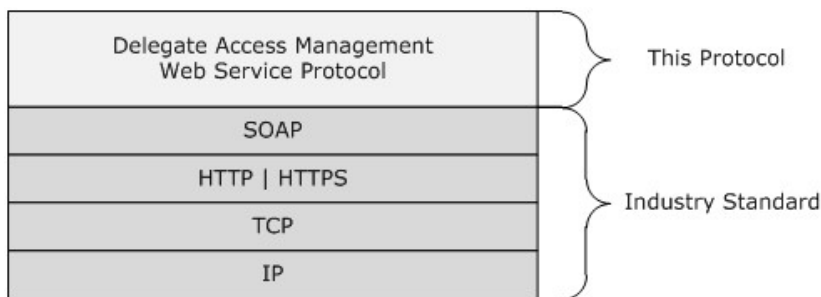 Delegate Access Management
Web Service Protocol
This Protocol
SOAP
HTTP | HTTPS
TCP
IP
Industry Standard